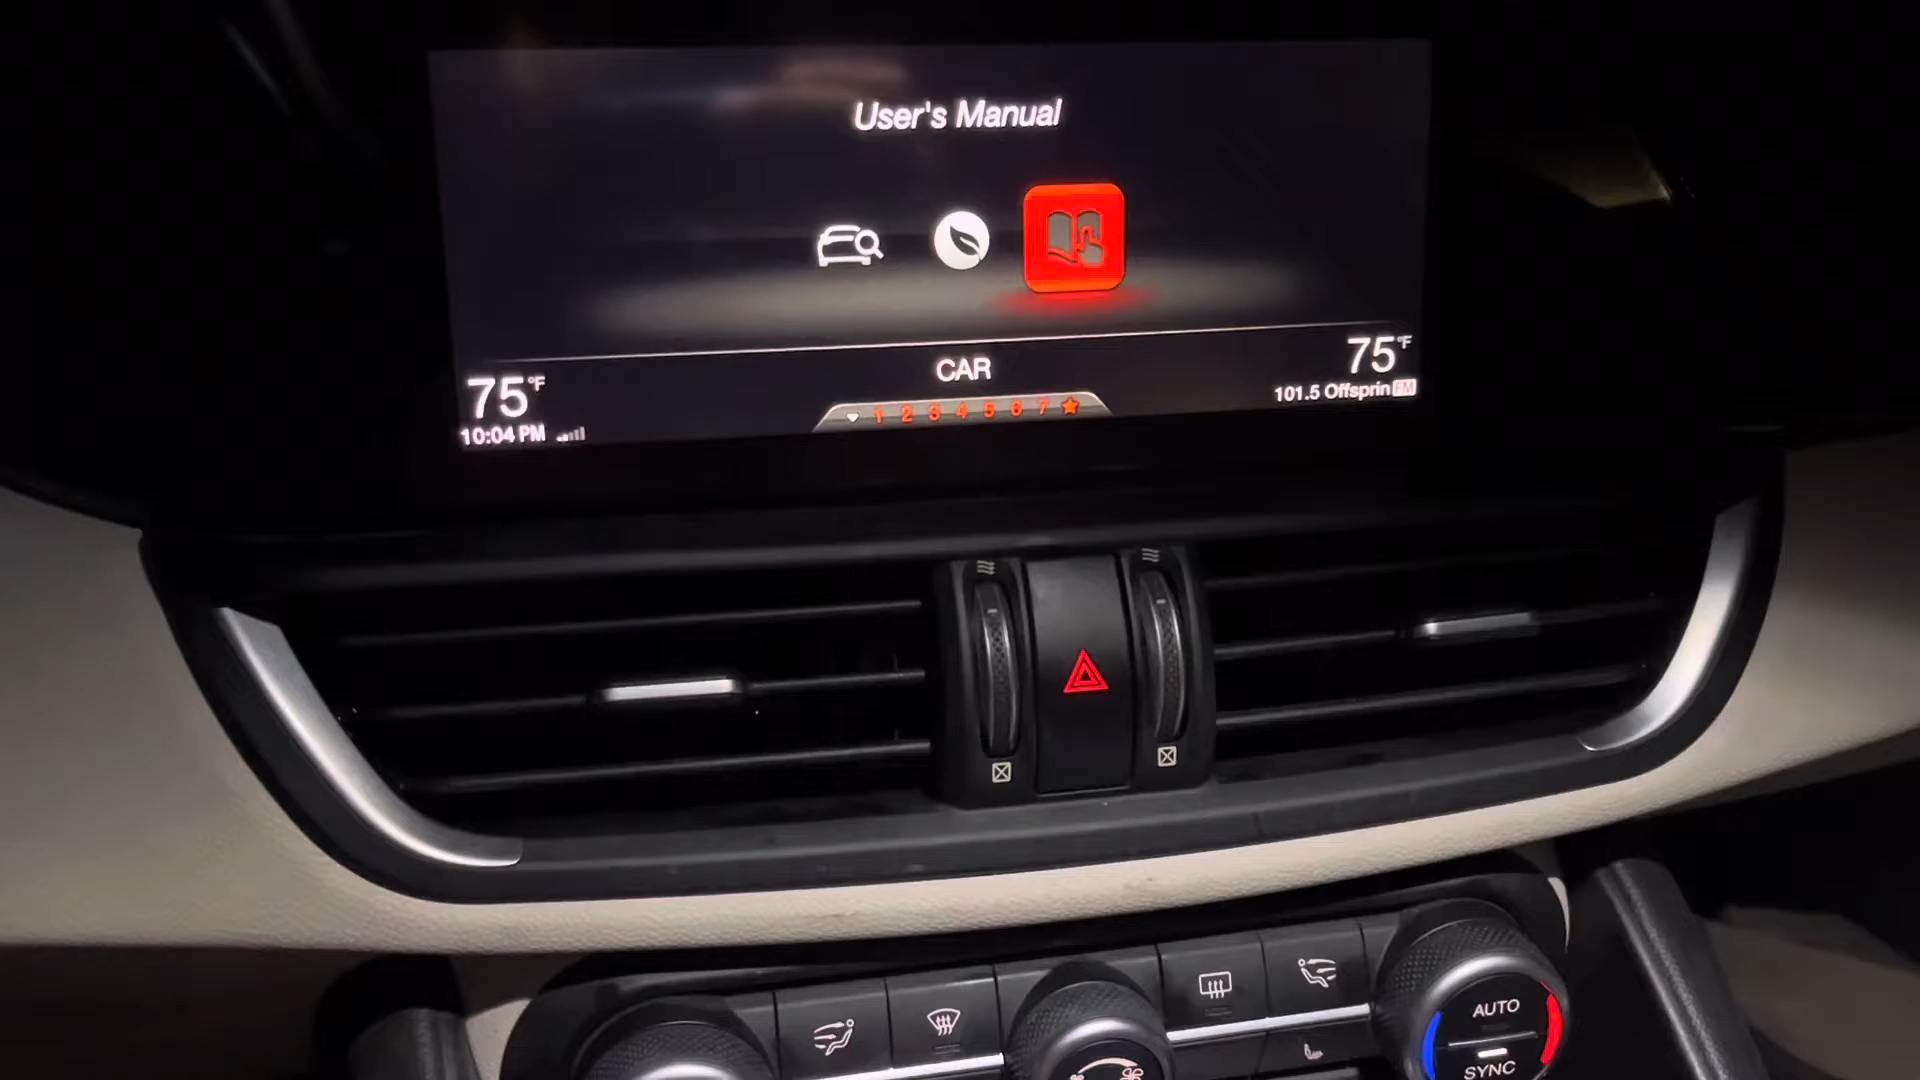 User's Manual
75°F
CAR
75°F
10:04 PM
1 2 3 4 5 6 7
101.5 Offsprin FM
AUTO
SYNC